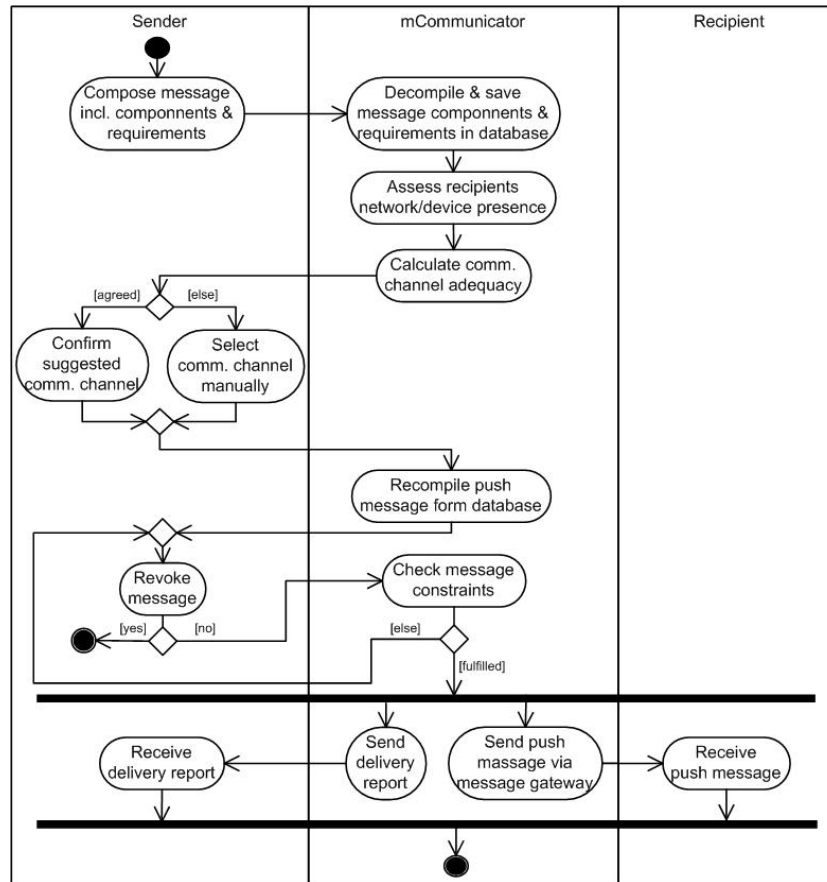 Sender
mCommunicator
Recipient
Compose message
incl. componnents &
requirements
Decompile & save
message componnents &
requirements in database
Assess recipients
network/device presence
Calculate comm.
channel adequacy
[agreed]
[else]
Confirm
suggested
comm. channel
Select
comm. channel
manually
Recompile push
message form database
Revoke
message
Check message
constraints
[yes]
[no]
[else]
[fulfilled]
Receive
delivery report
Send
delivery
report
Send push
massage via
message gateway
Receive
push message